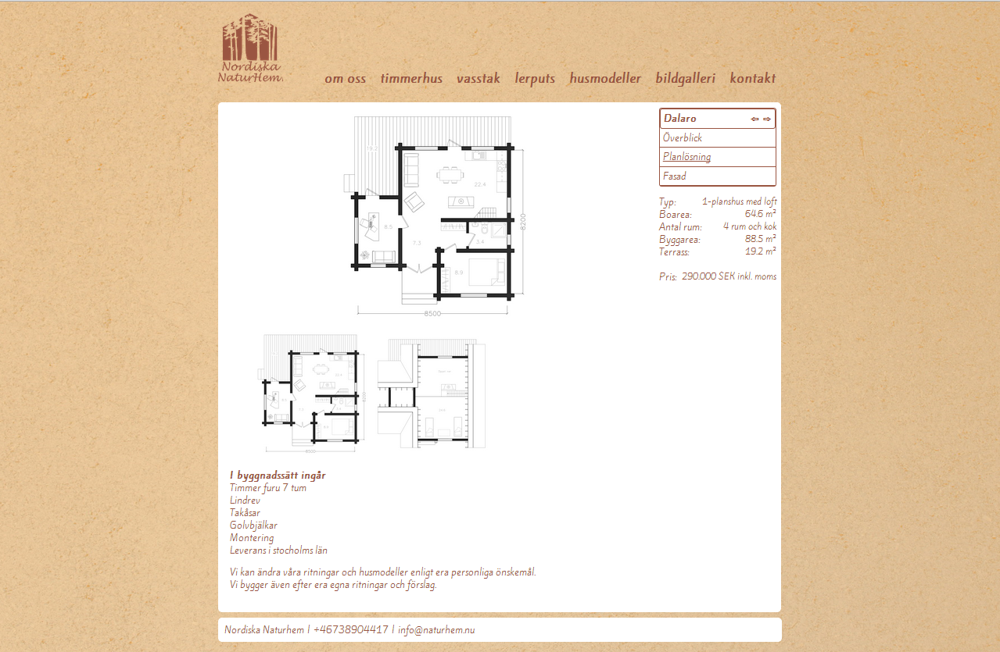 Nordiska
NaturHem.
om oss timmerhus vasstak lerputs husmodeller bildgalleri kontakt
Dalaro ⇦ ⇨
Överblick
Planlösning
Fasad
Typ: 1-planshus med loft
Boarea: 64.6 m²
Antal rum: 4 rum och kok
Byggarea: 88.5 m²
Terrass: 19.2 m²
Pris: 290.000 SEK inkl. moms
19.2
22.4
8.5
8200
7.3
3.4
8.9
8500
8200
8500
I byggnadssätt ingår
Timmer furu 7 tum
Lindrev
Takåsar
Golvbjälkar
Montering
Leverans i stocholms län
Vi kan ändra våra ritningar och husmodeller enligt era personliga önskemål.
Vi bygger även efter era egna ritningar och förslag.
Nordiska Naturhem | +46738904417 | info@naturhem.nu